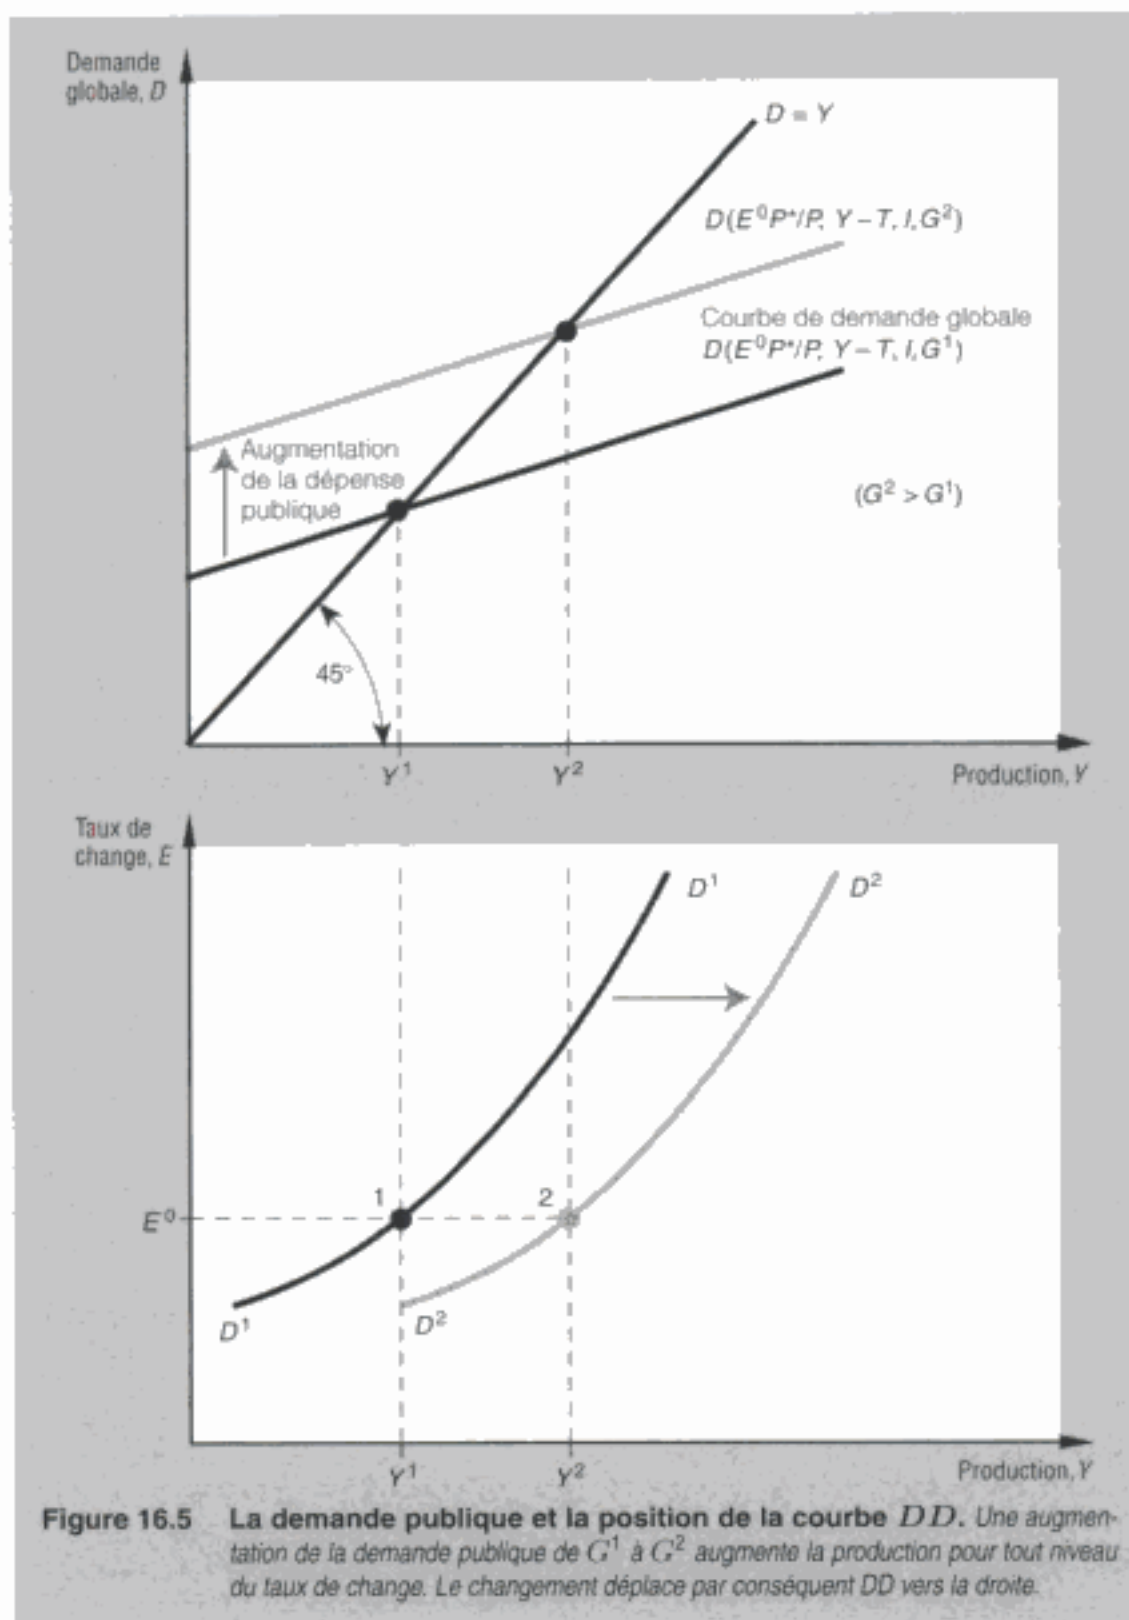 Demande
globale, D
D = Y
D(E⁰P*/P, Y – T, I, G²)
Courbe de demande globale
D(E⁰P*/P, Y – T, I, G¹)
Augmentation
de la dépense
publique
(G² > G¹)
45°
Y¹
Y²
Production, Y
Taux de
change, E
D¹
D²
1
2
E⁰
D¹
D²
Y¹
Y²
Production, Y
Figure 16.5 La demande publique et la position de la courbe DD. Une augmen-
tation de la demande publique de G¹ à G² augmente la production pour tout niveau
du taux de change. Le changement déplace par conséquent DD vers la droite.